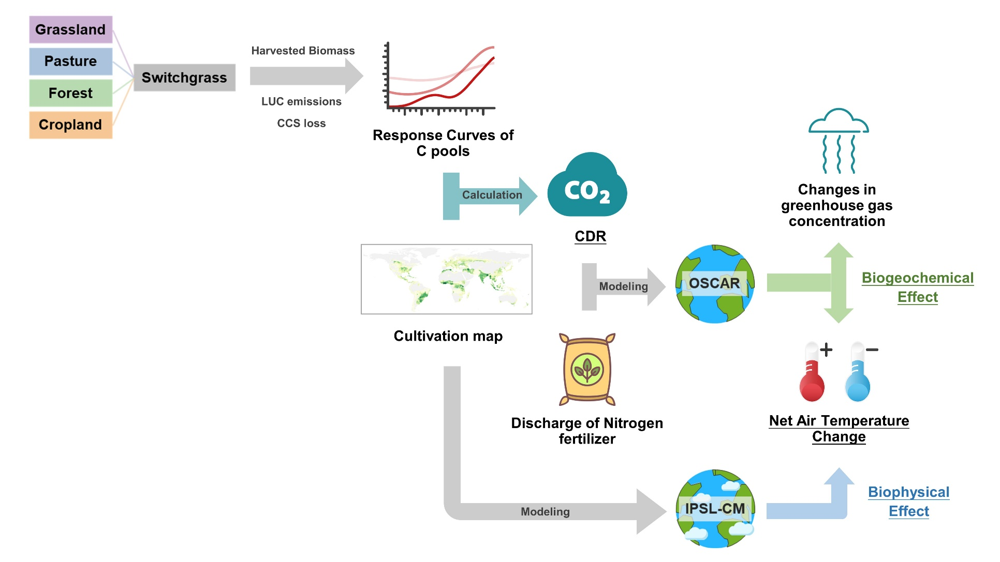 Grassland
Pasture
Forest
Cropland
Switchgrass
Harvested Biomass
LUC emissions
CCS loss
Response Curves of
C pools
Calculation
CO₂
CDR
Cultivation map
Modeling
OSCAR
Discharge of Nitrogen
fertilizer
Changes in
greenhouse gas
concentration
Biogeochemical
Effect
+
−
Net Air Temperature
Change
Modeling
IPSL-CM
Biophysical
Effect